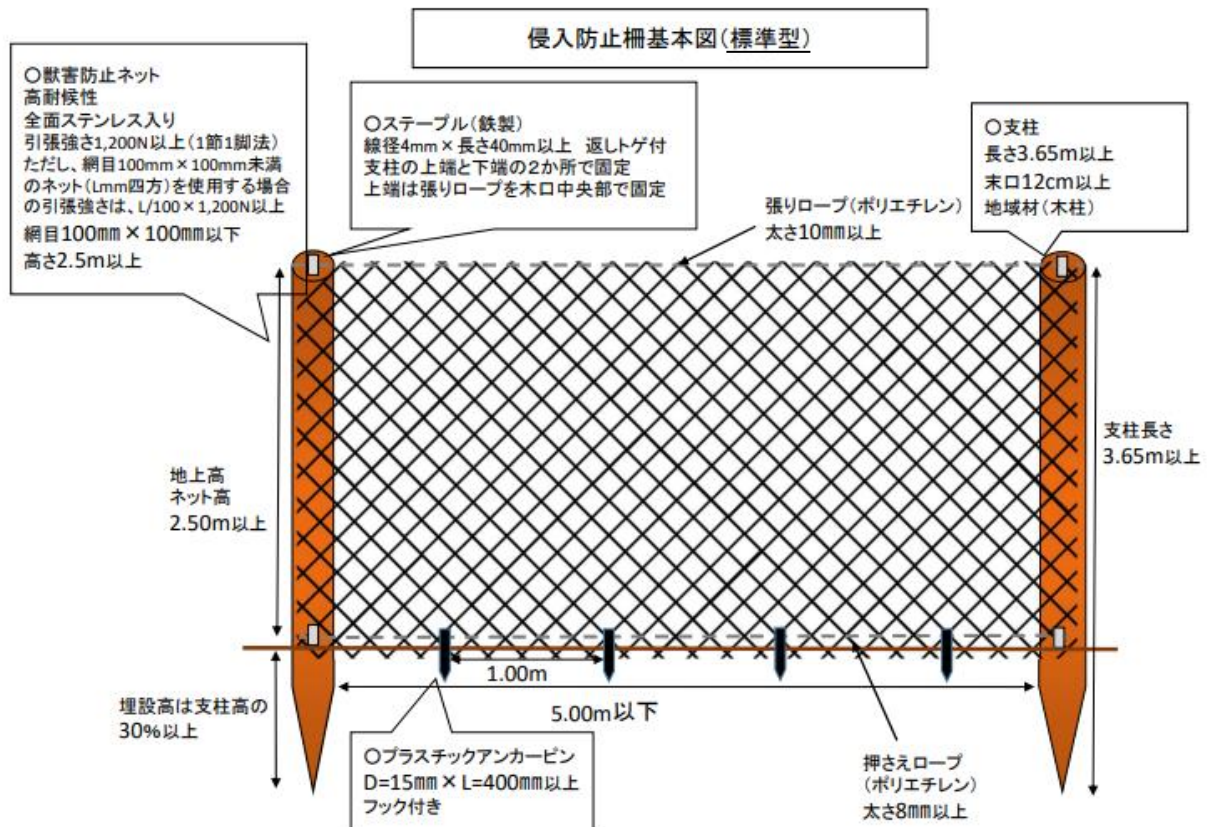 侵入防止柵基本図(標準型)
○獣害防止ネット
高耐候性
全面ステンレス入り
引張強さ1,200N以上(1節1脚法)
ただし、網目100mm×100mm未満
のネット(Lmm四方)を使用する場合
の引張強さは、L/100×1,200N以上
網目100mm×100mm以下
高さ2.5m以上
○ステープル(鉄製)
線径4mm×長さ40mm以上 返しトゲ付
支柱の上端と下端の2か所で固定
上端は張りロープを木口中央部で固定
○支柱
長さ3.65m以上
末口12cm以上
地域材(木柱)
張りロープ(ポリエチレン)
太さ10mm以上
地上高
ネット高
2.50m以上
支柱長さ
3.65m以上
1.00m
5.00m以下
埋設高は支柱高の
30%以上
○プラスチックアンカーピン
D=15mm×L=400mm以上
フック付き
押さえロープ
(ポリエチレン)
太さ8mm以上